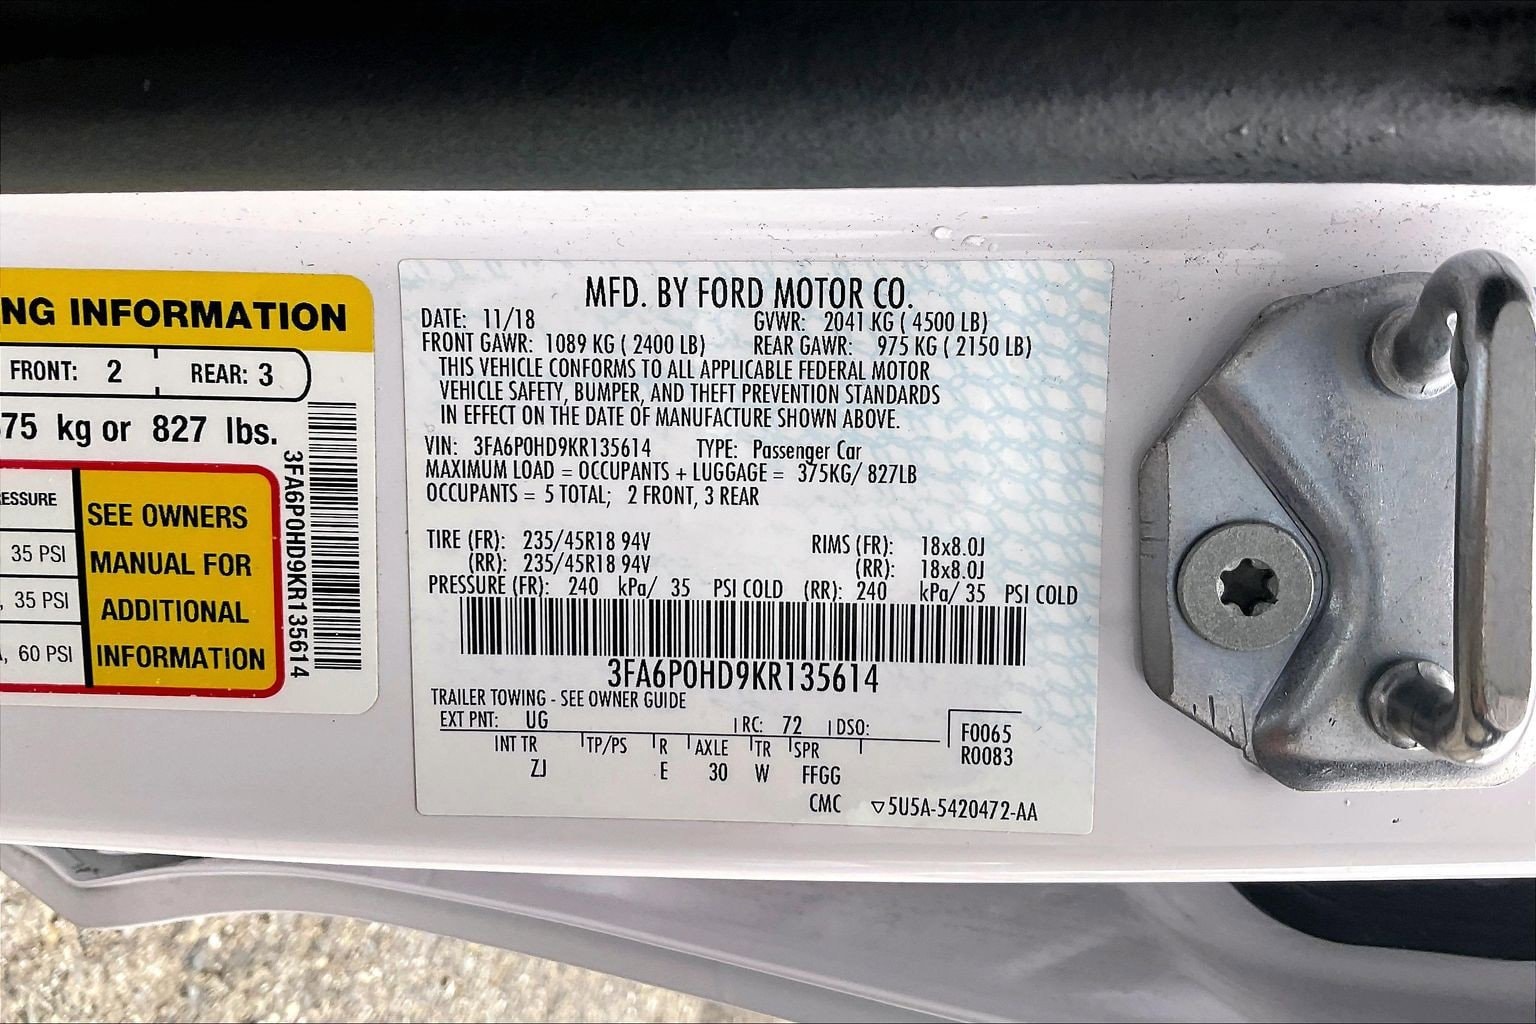 NG INFORMATION
FRONT: 2 REAR: 3
75 kg or 827 lbs.
ESSURE
35 PSI
, 35 PSI
, 60 PSI
SEE OWNERS
MANUAL FOR
ADDITIONAL
INFORMATION
3FA6P0HD9KR135614
MFD. BY FORD MOTOR CO.
DATE: 11/18 GVWR: 2041 KG ( 4500 LB)
FRONT GAWR: 1089 KG ( 2400 LB) REAR GAWR: 975 KG ( 2150 LB)
THIS VEHICLE CONFORMS TO ALL APPLICABLE FEDERAL MOTOR
VEHICLE SAFETY, BUMPER, AND THEFT PREVENTION STANDARDS
IN EFFECT ON THE DATE OF MANUFACTURE SHOWN ABOVE.
VIN: 3FA6P0HD9KR135614 TYPE: Passenger Car
MAXIMUM LOAD = OCCUPANTS + LUGGAGE = 375KG/ 827LB
OCCUPANTS = 5 TOTAL; 2 FRONT, 3 REAR
TIRE (FR): 235/45R18 94V RIMS (FR): 18x8.0J
(RR): 235/45R18 94V (RR): 18x8.0J
PRESSURE (FR): 240 kPa/ 35 PSI COLD (RR): 240 kPa/ 35 PSI COLD
3FA6P0HD9KR135614
TRAILER TOWING - SEE OWNER GUIDE
EXT PNT: UG RC: 72 DSO:
F0065
R0083
INT TR TP/PS R AXLE TR SPR
ZJ E 30 W FFGG
CMC ▽5U5A-5420472-AA